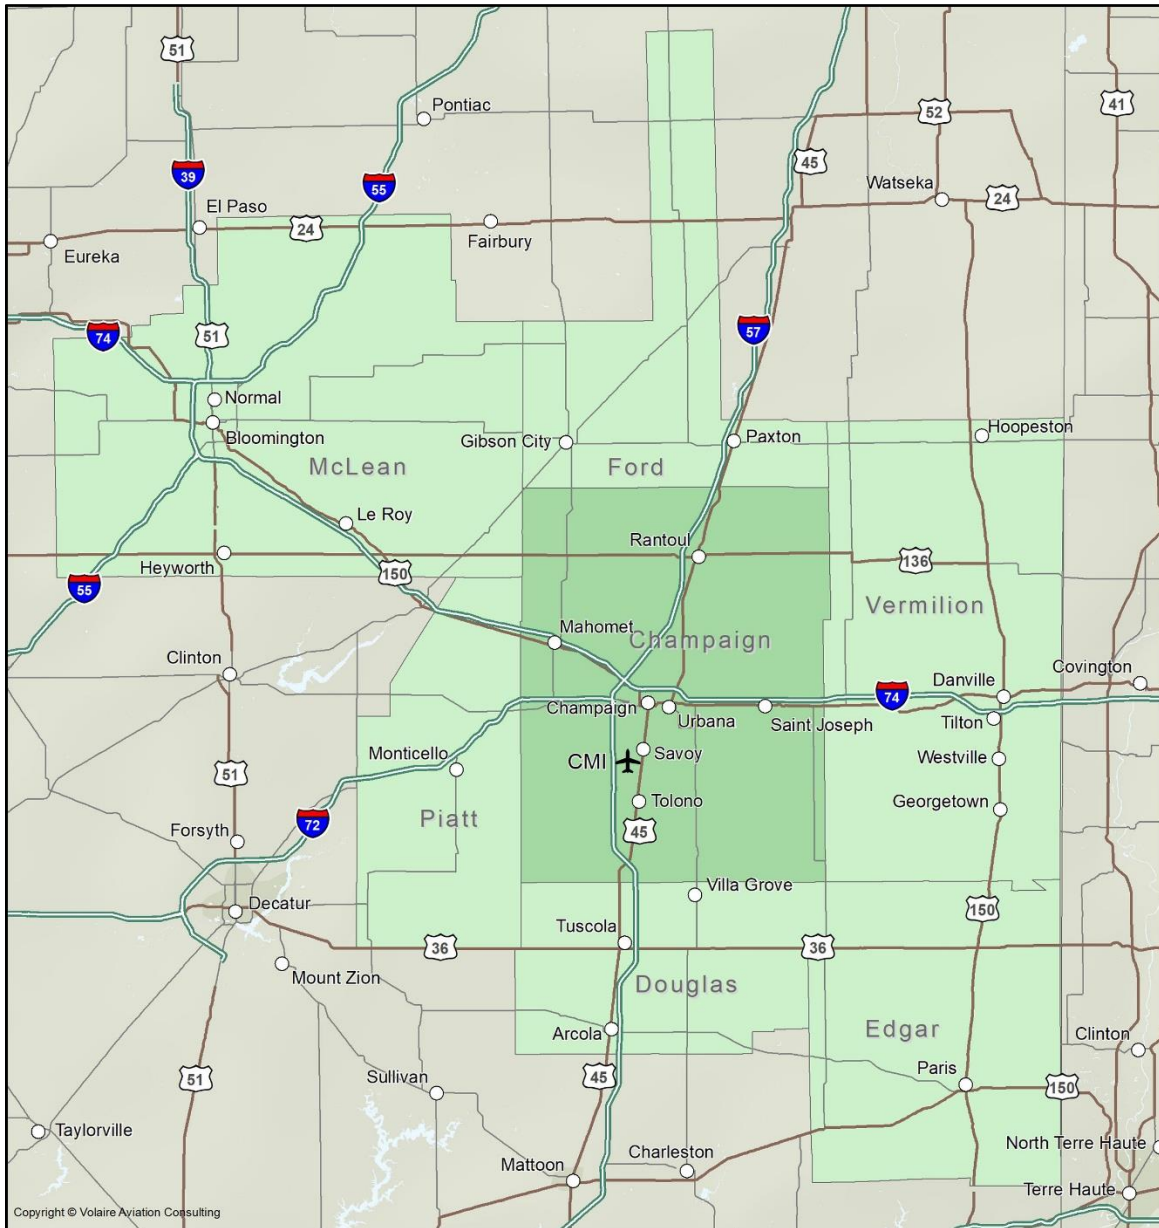 51
Pontiac
41
52
39
55
45
Watseka
24
El Paso
24
Fairbury
Eureka
74
51
57
Normal
Bloomington
Gibson City
Paxton
Hoopeston
McLean
Ford
Le Roy
Rantoul
136
Heyworth
55
150
Vermilion
Mahomet
Champaign
Clinton
Covington
Danville
74
Champaign
Urbana
Saint Joseph
Tilton
Monticello
CMI
Savoy
Westville
51
Tolono
Georgetown
72
Piatt
45
Forsyth
Villa Grove
Decatur
150
Tuscola
36
36
Mount Zion
Douglas
Arcola
Edgar
Clinton
51
Sullivan
45
Paris
150
Taylorville
North Terre Haute
Charleston
Mattoon
Terre Haute
Copyright © Volaire Aviation Consulting